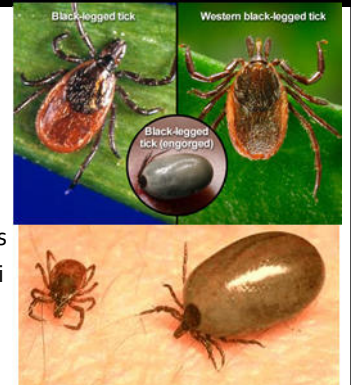 Black-legged tick
Western black-legged tick
Black-legged
tick (engorged)
s
i